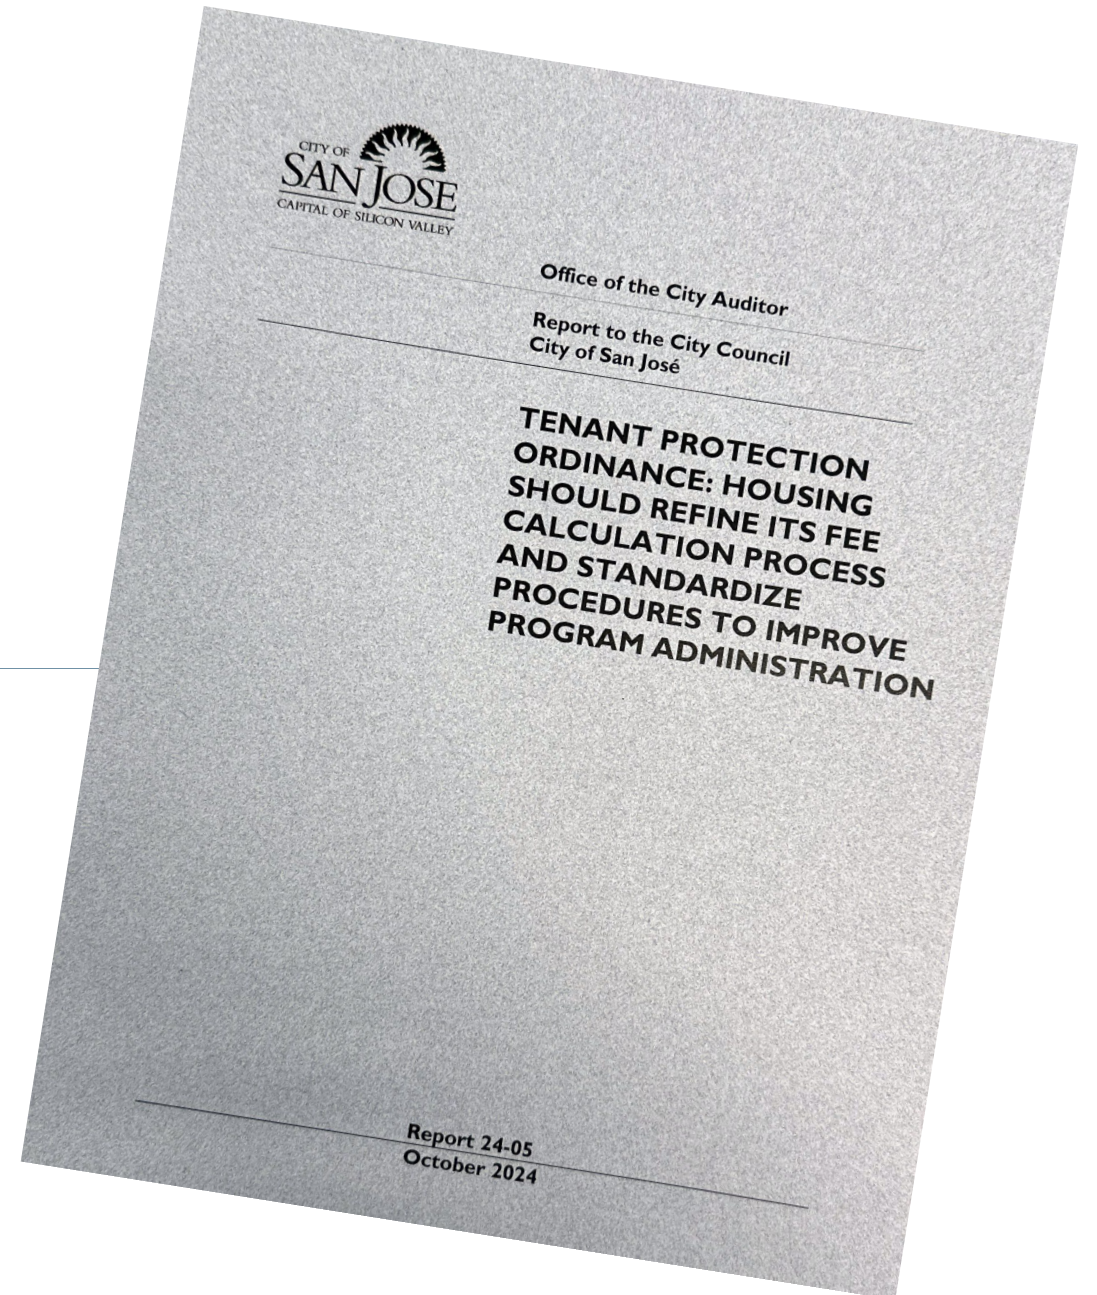 CITY OF
SAN JOSE
CAPITAL OF SILICON VALLEY
Office of the City Auditor
Report to the City Council
City of San José
TENANT PROTECTION
ORDINANCE: HOUSING
SHOULD REFINE ITS FEE
CALCULATION PROCESS
AND STANDARDIZE
PROCEDURES TO IMPROVE
PROGRAM ADMINISTRATION
Report 24-05
October 2024